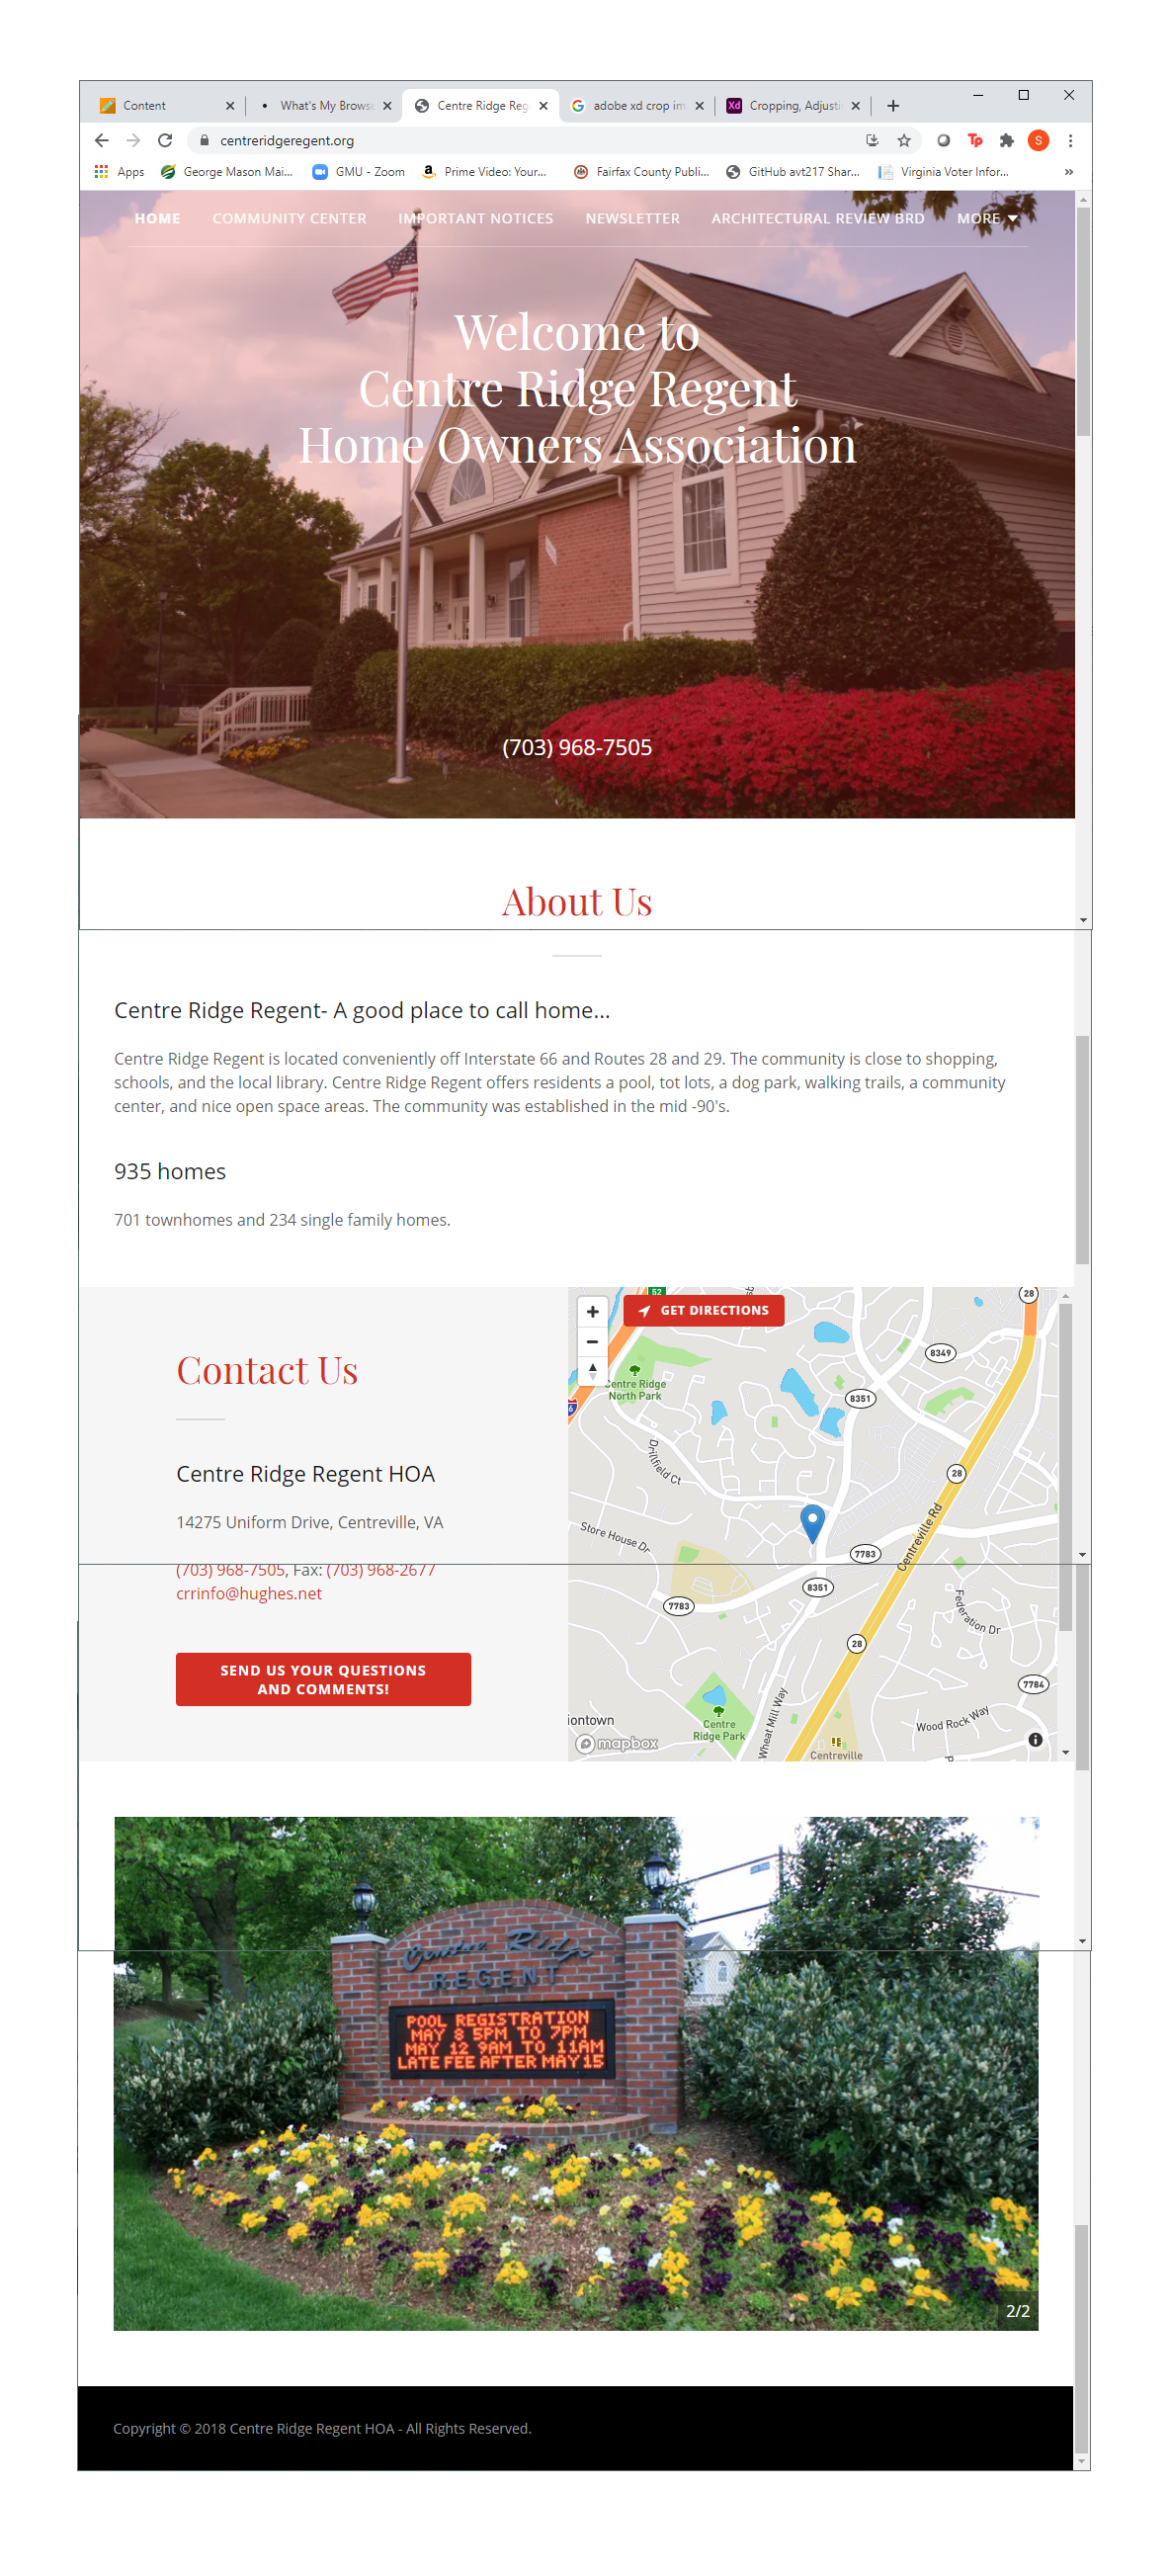 Content
What's My Browse
Centre Ridge Reg
adobe xd crop im
Cropping, Adjusti
centreridgeregent.org
S
Apps
George Mason Mai...
GMU - Zoom
Prime Video: Your...
Fairfax County Publi...
GitHub avt217 Shar...
Virginia Voter Infor...
»
HOME
COMMUNITY CENTER
IMPORTANT NOTICES
NEWSLETTER
ARCHITECTURAL REVIEW BRD
MORE
Welcome to
Centre Ridge Regent
Home Owners Association
(703) 968-7505
About Us
Centre Ridge Regent- A good place to call home...
Centre Ridge Regent is located conveniently off Interstate 66 and Routes 28 and 29. The community is close to shopping,
schools, and the local library. Centre Ridge Regent offers residents a pool, tot lots, a dog park, walking trails, a community
center, and nice open space areas. The community was established in the mid -90's.
935 homes
701 townhomes and 234 single family homes.
Contact Us
Centre Ridge Regent HOA
14275 Uniform Drive, Centreville, VA
(703) 968-7505, Fax: (703) 968-2677
crrinfo@hughes.net
SEND US YOUR QUESTIONS
AND COMMENTS!
GET DIRECTIONS
52
28
8349
Centre Ridge
North Park
8351
Drillfield Ct
28
Store House Dr
Centreville Rd
7783
8351
7783
Federation Dr
28
7784
Wood Rock Way
Wheat Mill Way
Centre
Ridge Park
iontown
mapbox
Centreville
Centre Ridge
REGENT
POOL REGISTRATION
MAY 8 5PM TO 7PM
MAY 12 9AM TO 11AM
LATE FEE AFTER MAY 15
2/2
Copyright © 2018 Centre Ridge Regent HOA - All Rights Reserved.